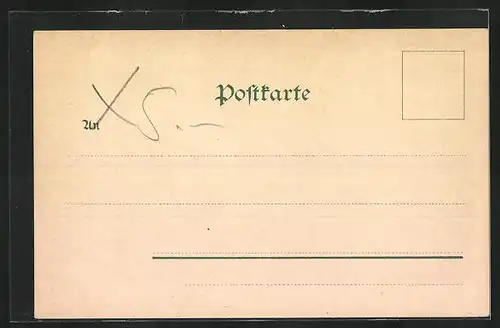 Postkarte
An X 5.—